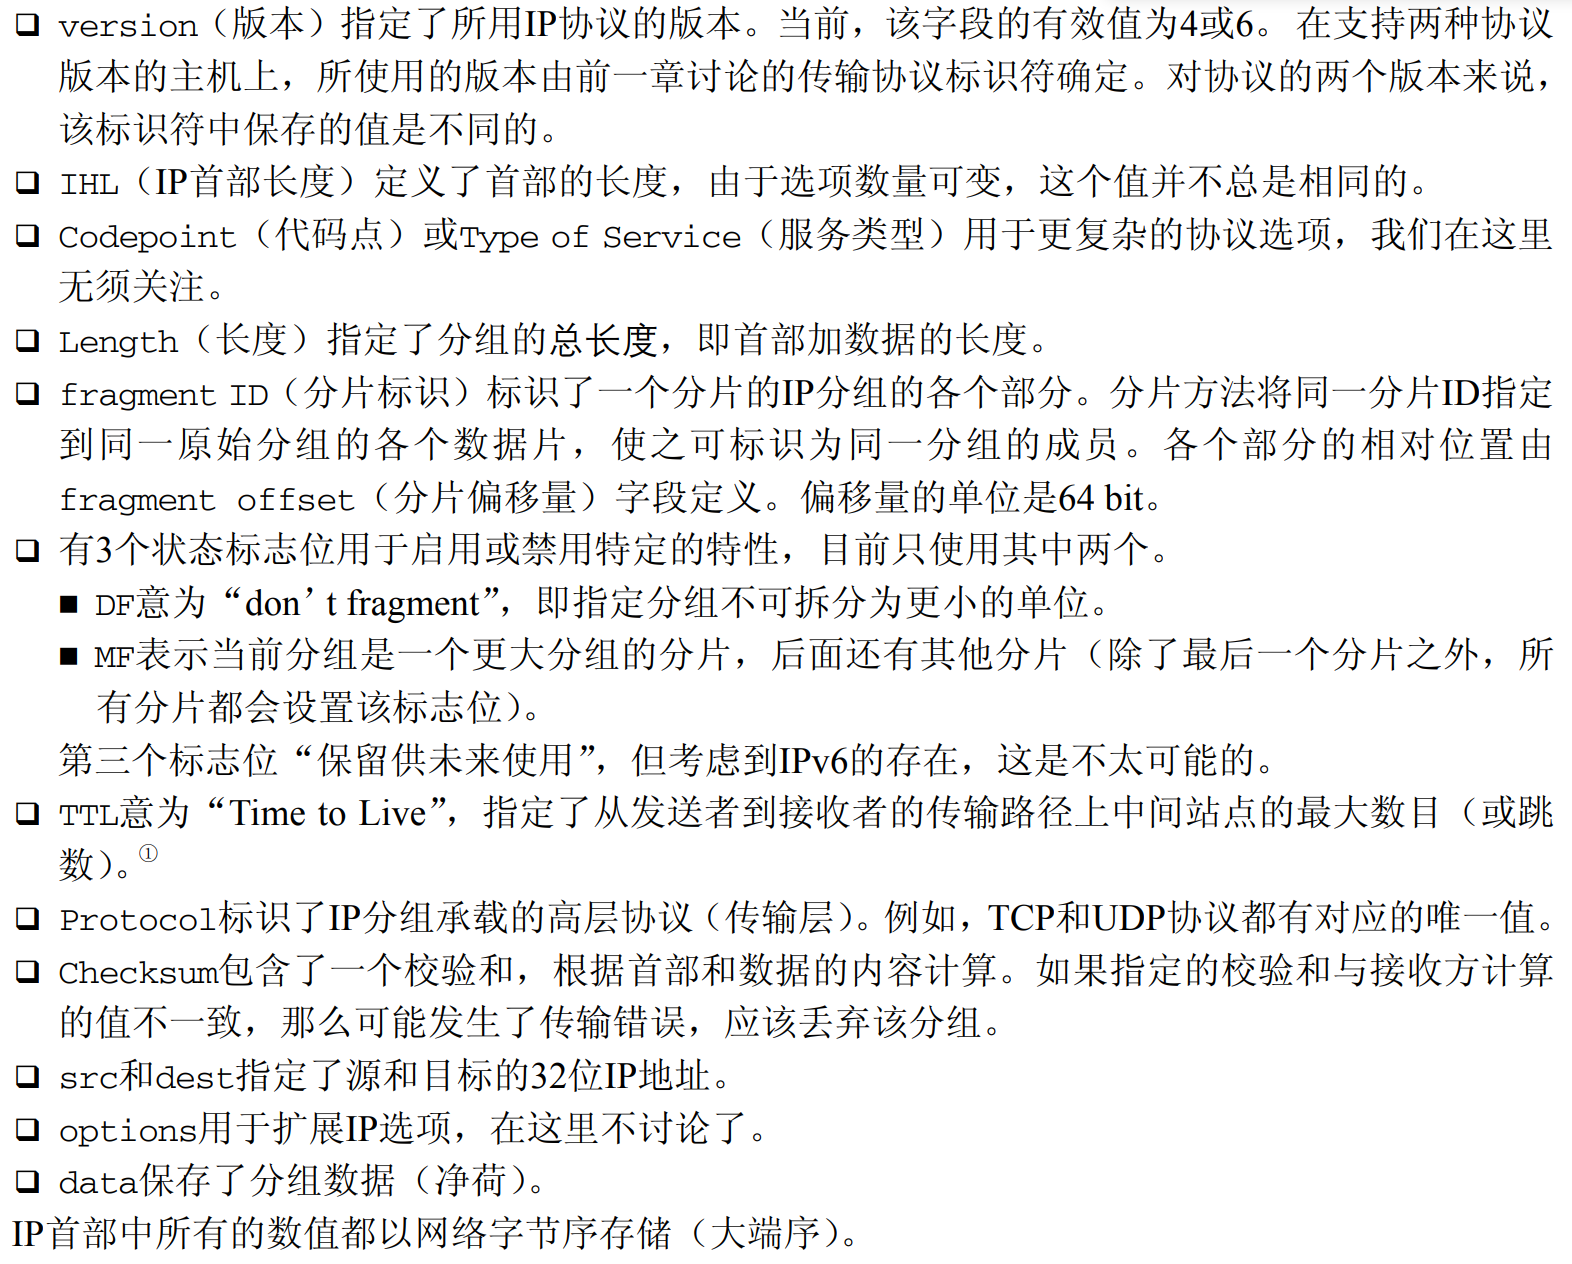 ❑ version（版本）指定了所用IP协议的版本。当前，该字段的有效值为4或6。在支持两种协议
版本的主机上，所使用的版本由前一章讨论的传输协议标识符确定。对协议的两个版本来说，
该标识符中保存的值是不同的。
❑ IHL（IP首部长度）定义了首部的长度，由于选项数量可变，这个值并不总是相同的。
❑ Codepoint（代码点）或Type of Service（服务类型）用于更复杂的协议选项，我们在这里
无须关注。
❑ Length（长度）指定了分组的总长度，即首部加数据的长度。
❑ fragment ID（分片标识）标识了一个分片的IP分组的各个部分。分片方法将同一分片ID指定
到同一原始分组的各个数据片，使之可标识为同一分组的成员。各个部分的相对位置由
fragment offset（分片偏移量）字段定义。偏移量的单位是64 bit。
❑ 有3个状态标志位用于启用或禁用特定的特性，目前只使用其中两个。
■ DF意为“don’t fragment”，即指定分组不可拆分为更小的单位。
■ MF表示当前分组是一个更大分组的分片，后面还有其他分片（除了最后一个分片之外，所
有分片都会设置该标志位）。
第三个标志位“保留供未来使用”，但考虑到IPv6的存在，这是不太可能的。
❑ TTL意为“Time to Live”，指定了从发送者到接收者的传输路径上中间站点的最大数目（或跳
数）。①
❑ Protocol标识了IP分组承载的高层协议（传输层）。例如，TCP和UDP协议都有对应的唯一值。
❑ Checksum包含了一个校验和，根据首部和数据的内容计算。如果指定的校验和与接收方计算
的值不一致，那么可能发生了传输错误，应该丢弃该分组。
❑ src和dest指定了源和目标的32位IP地址。
❑ options用于扩展IP选项，在这里不讨论了。
❑ data保存了分组数据（净荷）。
IP首部中所有的数值都以网络字节序存储（大端序）。